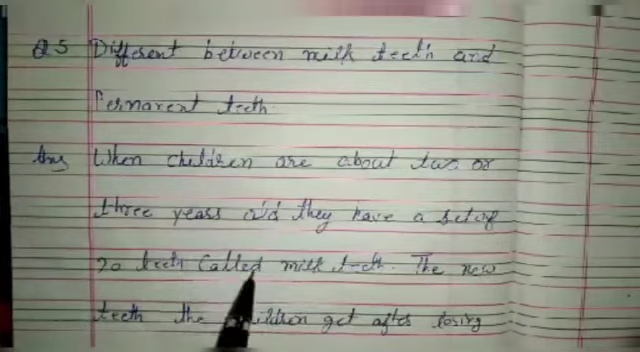 Q5 Different between milk teeth and
Permanent teeth
Ans When children are about two or
three years old they have a set of
20 teeth Called milk teeth. The new
teeth the children get after losing